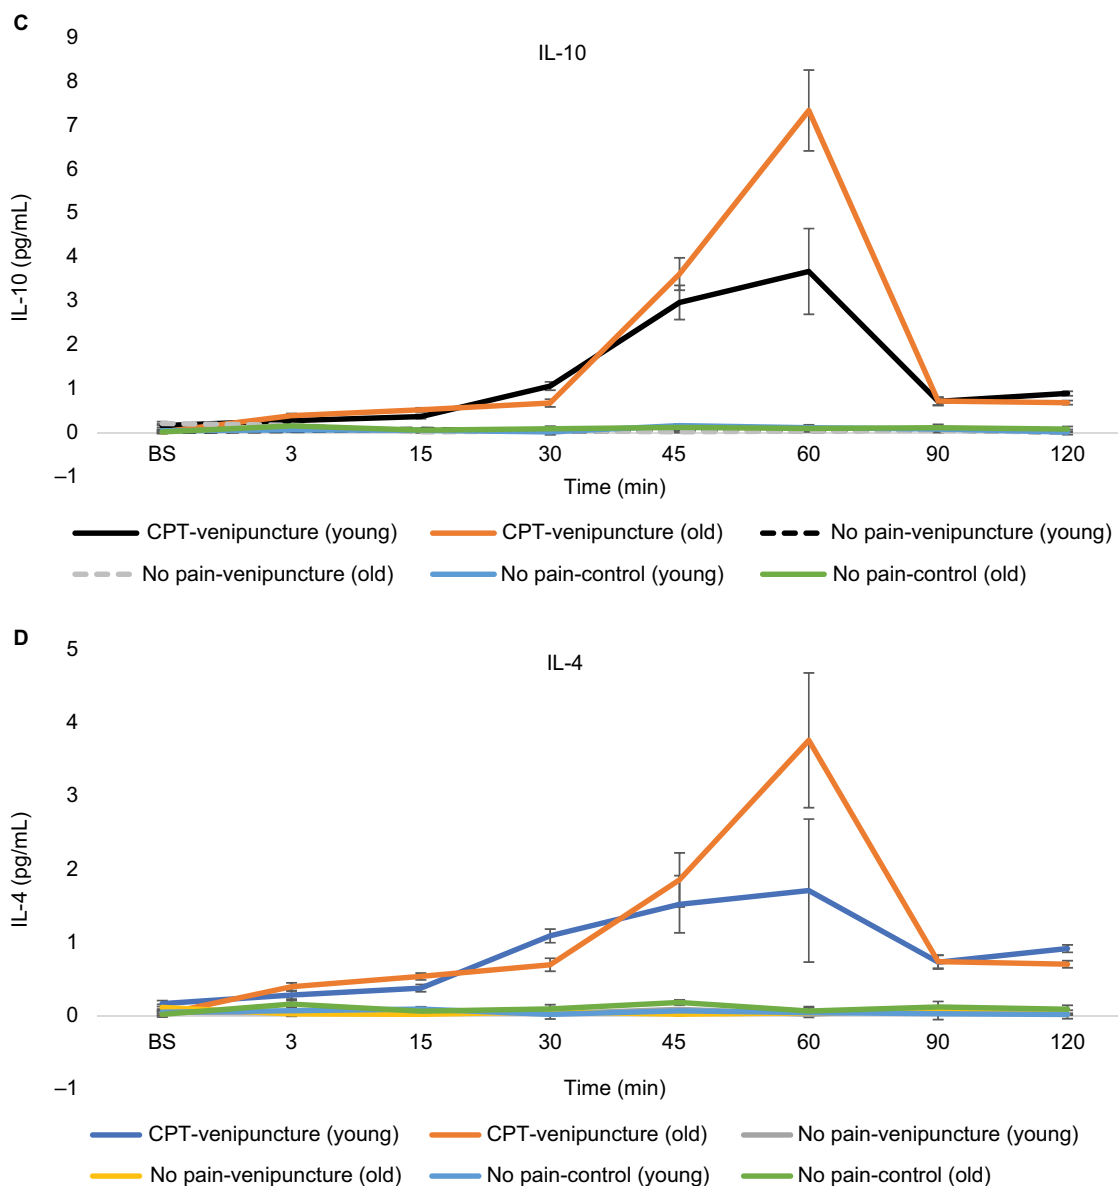 C
IL-10
9
8
7
6
5
4
3
2
1
0
–1
IL-10 (pg/mL)
BS 3 15 30 45 60 90 120
Time (min)
CPT-venipuncture (young) CPT-venipuncture (old) No pain-venipuncture (young)
No pain-venipuncture (old) No pain-control (young) No pain-control (old)
D
IL-4
5
4
3
2
1
0
–1
IL-4 (pg/mL)
BS 3 15 30 45 60 90 120
Time (min)
CPT-venipuncture (young) CPT-venipuncture (old) No pain-venipuncture (young)
No pain-venipuncture (old) No pain-control (young) No pain-control (old)